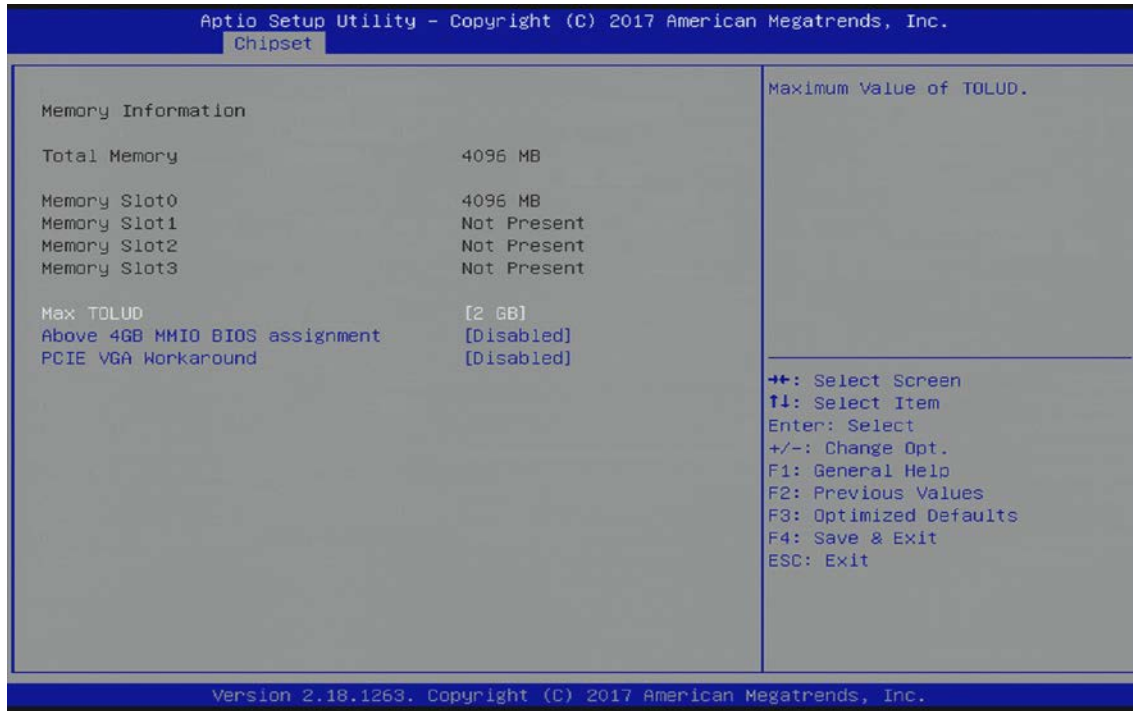 Aptio Setup Utility – Copyright (C) 2017 American Megatrends, Inc.
Chipset
Memory Information
Total Memory 4096 MB
Memory Slot0 4096 MB
Memory Slot1 Not Present
Memory Slot2 Not Present
Memory Slot3 Not Present
Max TOLUD [2 GB]
Above 4GB MMIO BIOS assignment [Disabled]
PCIE VGA Workaround [Disabled]
Maximum Value of TOLUD.
→←: Select Screen
↑↓: Select Item
Enter: Select
+/-: Change Opt.
F1: General Help
F2: Previous Values
F3: Optimized Defaults
F4: Save & Exit
ESC: Exit
Version 2.18.1263. Copyright (C) 2017 American Megatrends, Inc.